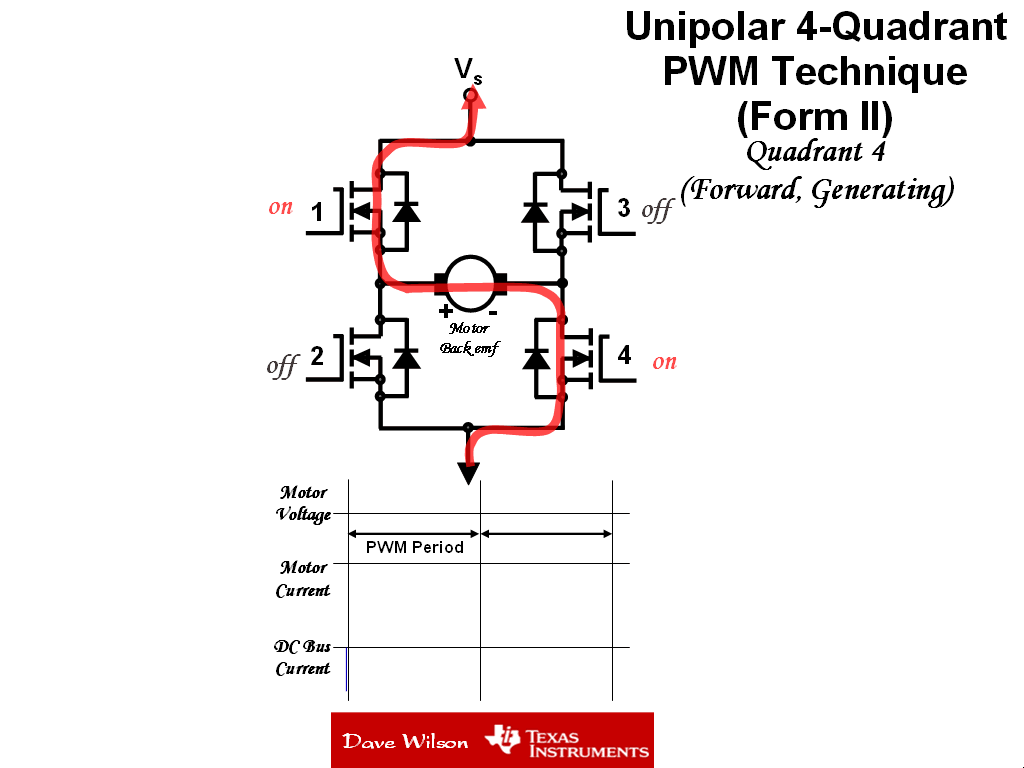 Unipolar 4-Quadrant
PWM Technique
(Form II)
Quadrant 4
(Forward, Generating)
Vs
on
1
3
off
+
-
Motor
Back emf
off
2
4
on
Motor
Voltage
PWM Period
Motor
Current
DC Bus
Current
Dave Wilson
TEXAS
INSTRUMENTS